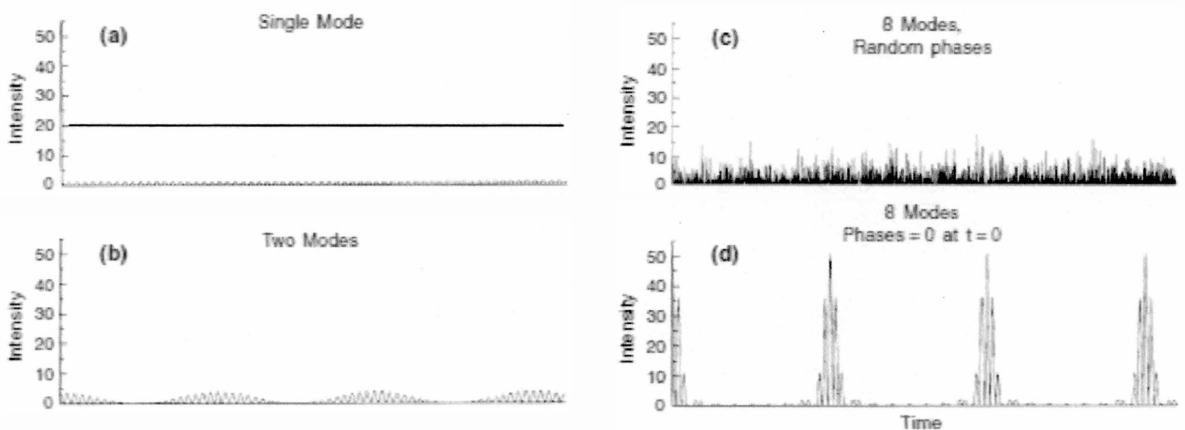 (a)
Single Mode
Intensity
50
40
30
20
10
0
(b)
Two Modes
Intensity
50
40
30
20
10
0
(c)
8 Modes,
Random phases
Intensity
50
40
30
20
10
0
(d)
8 Modes
Phases = 0 at t = 0
Intensity
50
40
30
20
10
0
Time